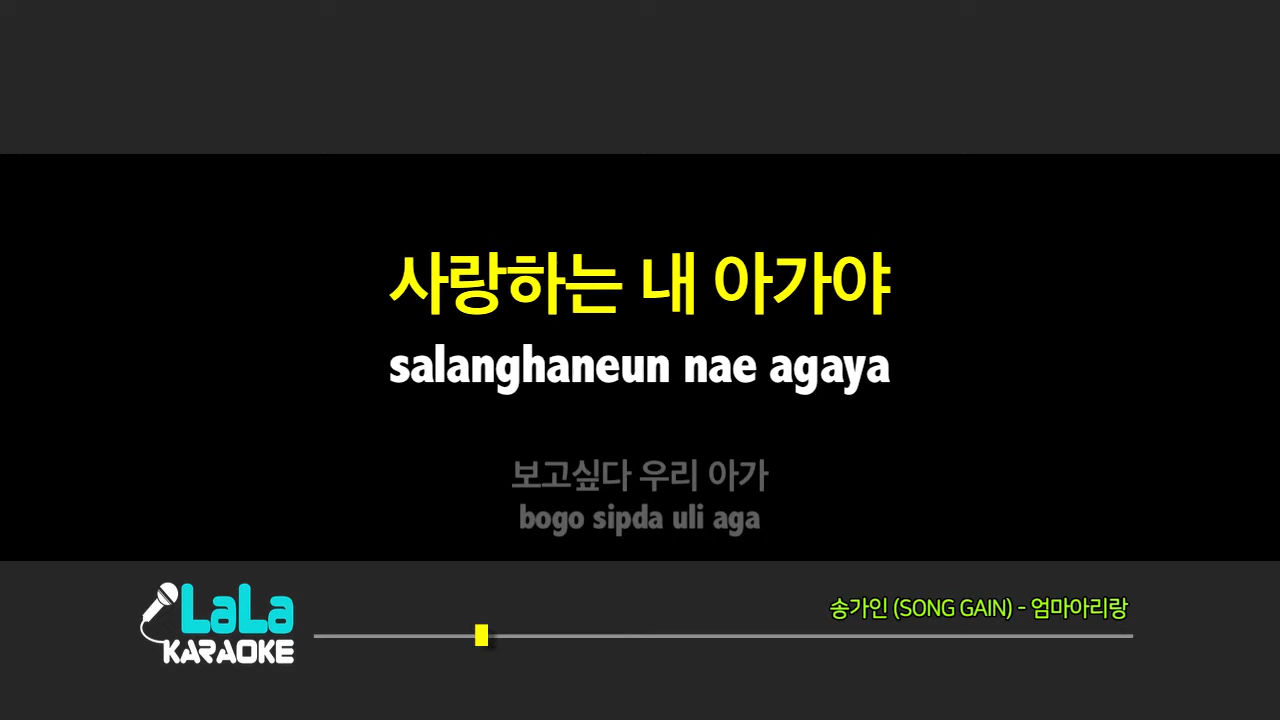 사랑하는 내 아가야
salanghaneun nae agaya
보고싶다 우리 아가
bogo sipda uli aga
송가인 (SONG GAIN) - 엄마아리랑
LaLa
KARAOKE